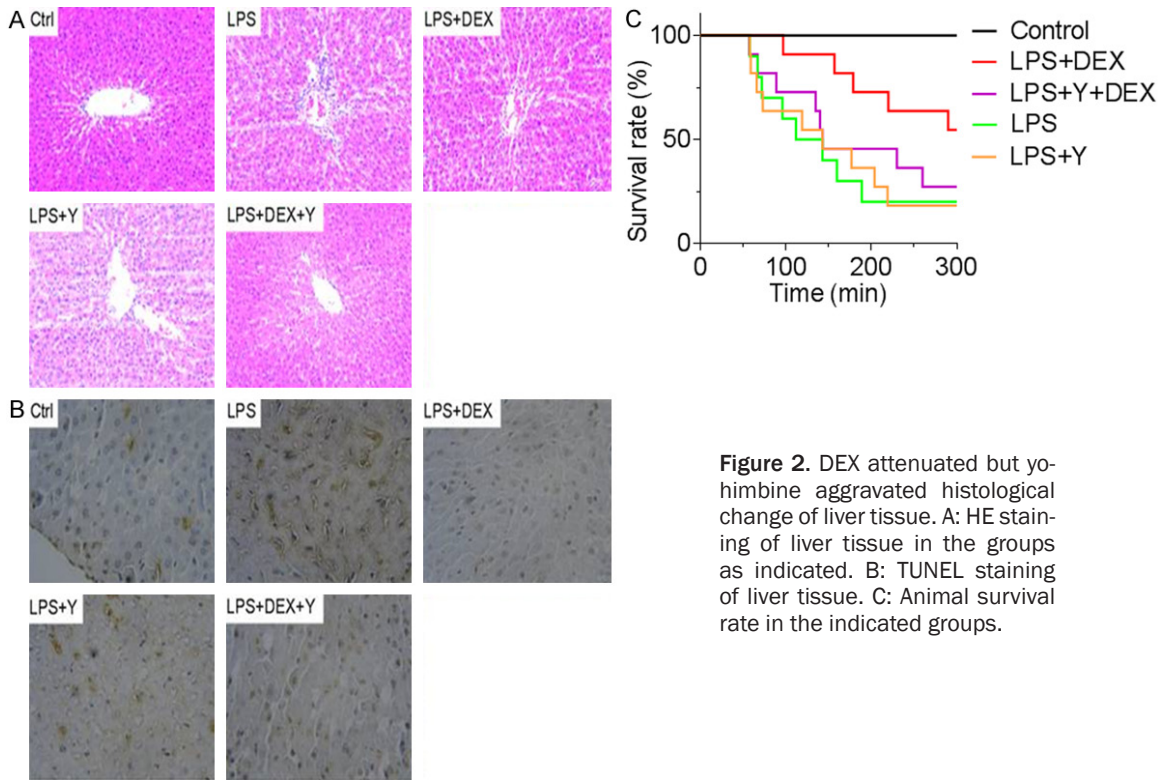 A
Ctrl
LPS
LPS+DEX
LPS+Y
LPS+DEX+Y
B
Ctrl
LPS
LPS+DEX
LPS+Y
LPS+DEX+Y
C
Survival rate (%)
100
50
0
0 100 200 300
Time (min)
Control
LPS+DEX
LPS+Y+DEX
LPS
LPS+Y
Figure 2. DEX attenuated but yo-
himbine aggravated histological
change of liver tissue. A: HE stain-
ing of liver tissue in the groups
as indicated. B: TUNEL staining
of liver tissue. C: Animal survival
rate in the indicated groups.